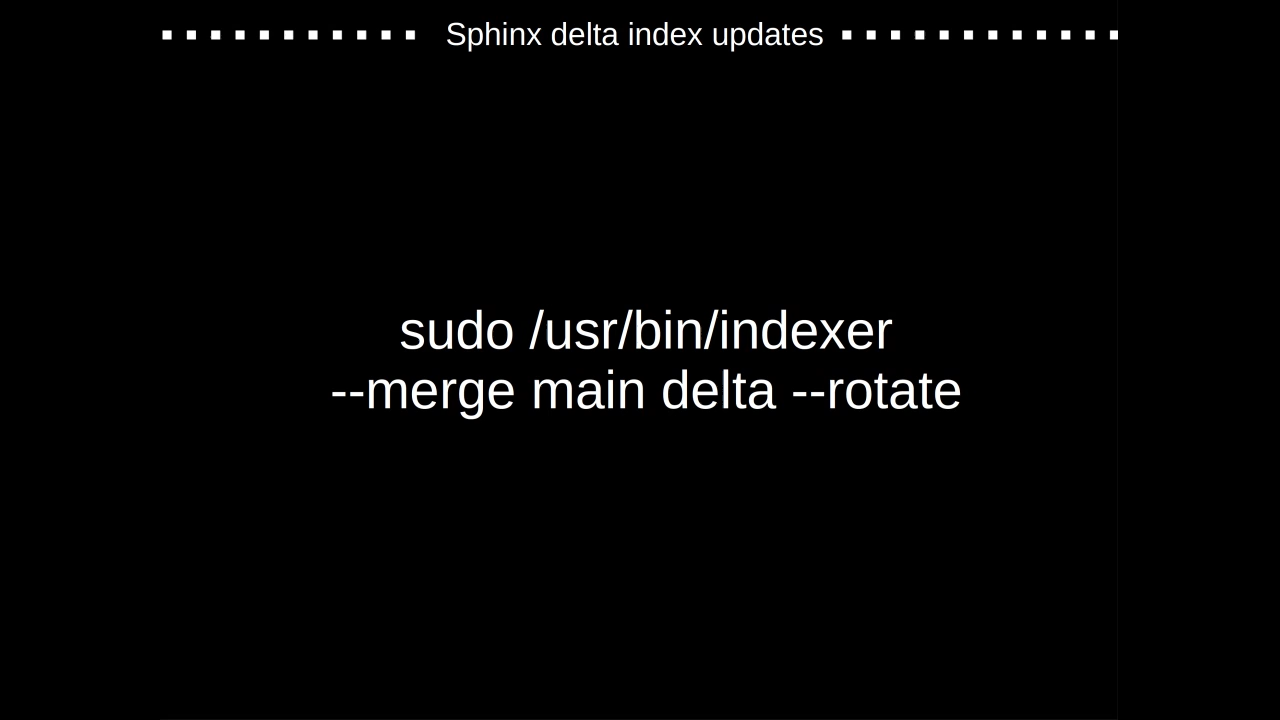 Sphinx delta index updates
sudo /usr/bin/indexer
--merge main delta --rotate